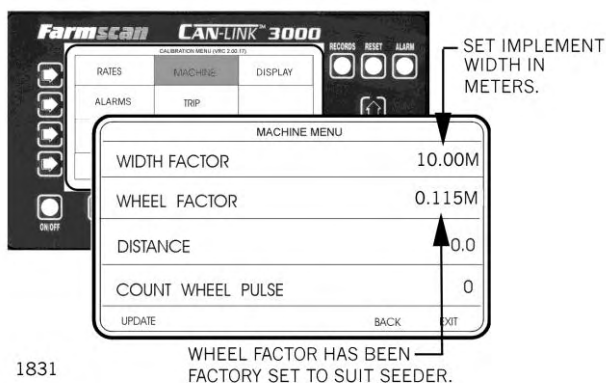 Farmscan CAN-LINK™ 3000
CALIBRATION MENU (VRC 2.00.17)
RECORDS RESET ALARM
RATES MACHINE DISPLAY
ALARMS TRIP
ON/OFF
SET IMPLEMENT
WIDTH IN
METERS.
MACHINE MENU
WIDTH FACTOR 10.00M
WHEEL FACTOR 0.115M
DISTANCE 0.0
COUNT WHEEL PULSE 0
UPDATE BACK EXIT
WHEEL FACTOR HAS BEEN
FACTORY SET TO SUIT SEEDER.
1831